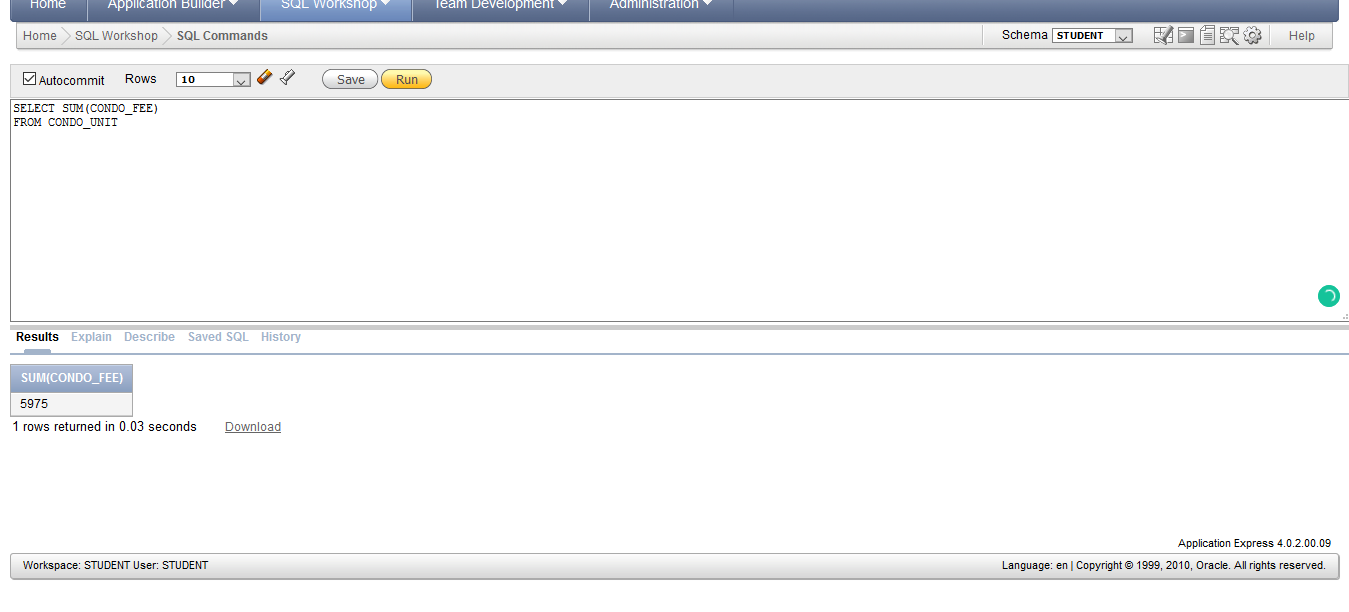 Home Application Builder SQL Workshop Team Development Administration
Home SQL Workshop SQL Commands Schema STUDENT Help
Autocommit Rows 10 Save Run
SELECT SUM(CONDO_FEE)
FROM CONDO_UNIT
Results Explain Describe Saved SQL History
SUM(CONDO_FEE)
5975
1 rows returned in 0.03 seconds Download
Application Express 4.0.2.00.09
Workspace: STUDENT User: STUDENT Language: en | Copyright © 1999, 2010, Oracle. All rights reserved.